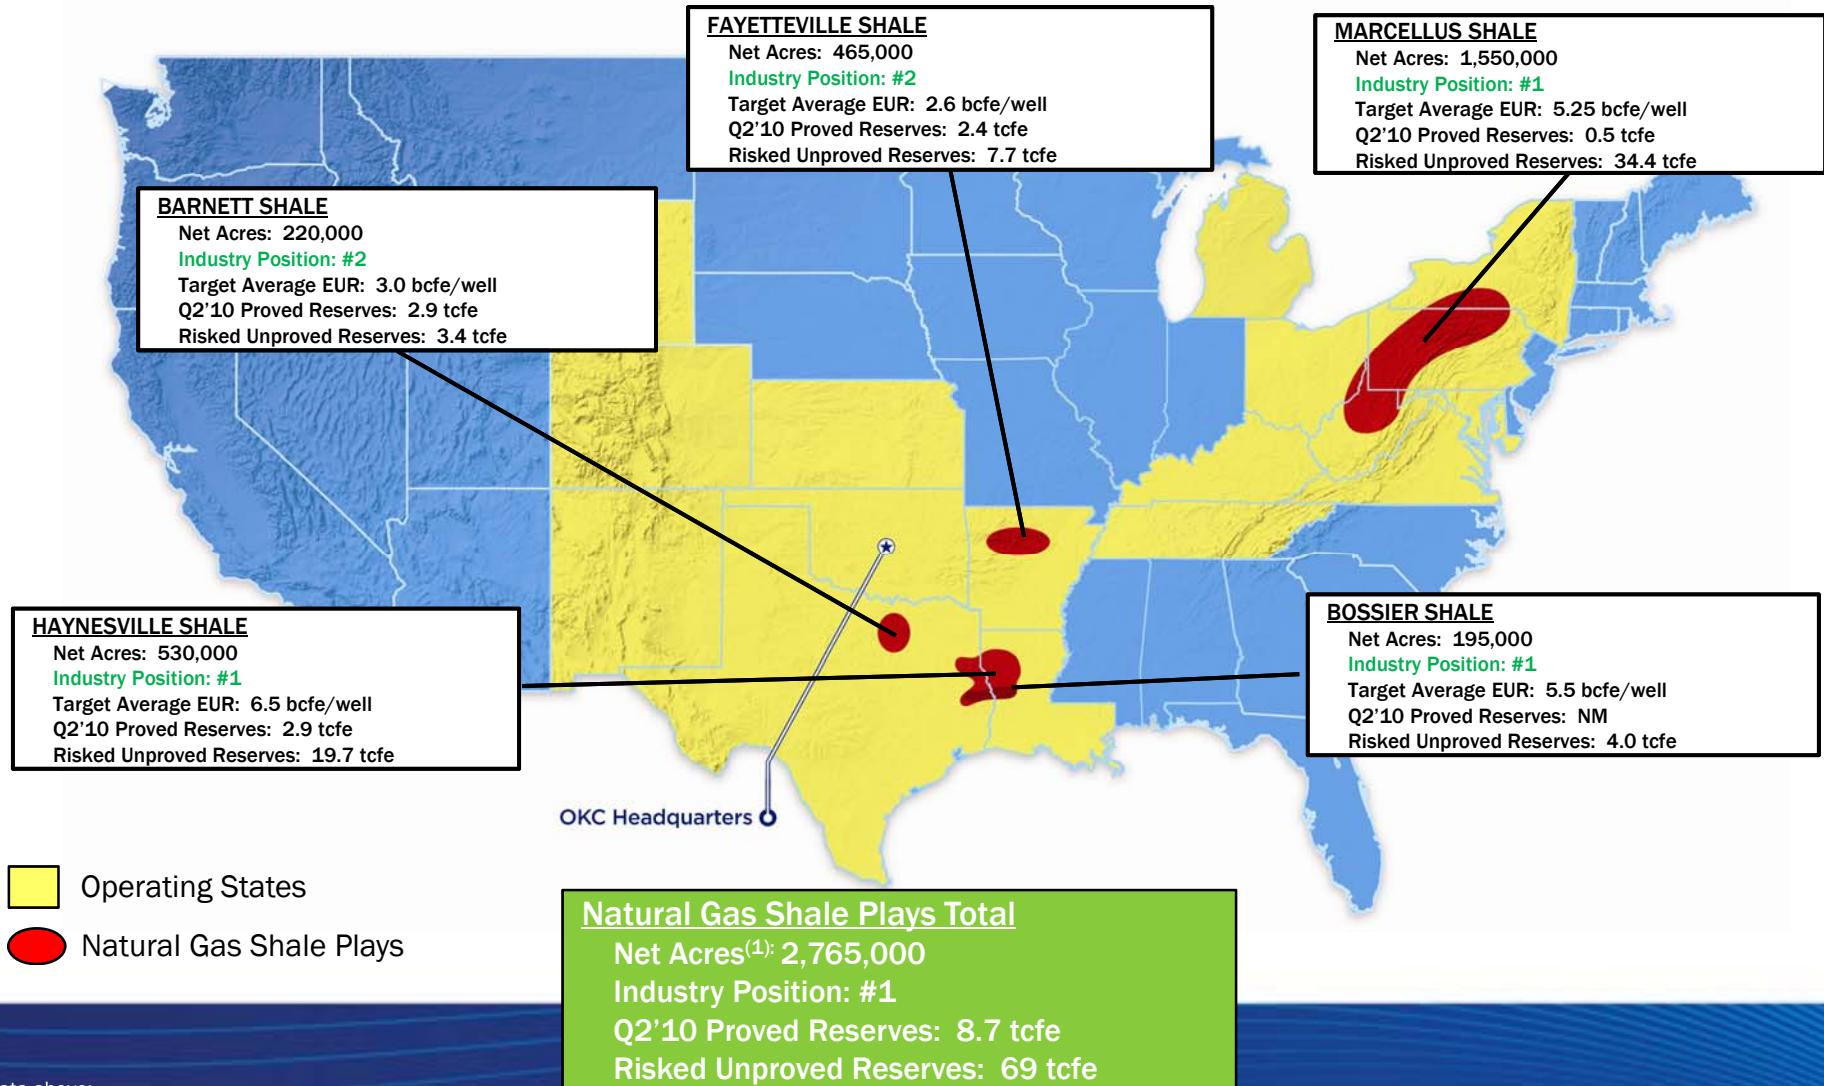 FAYETTEVILLE SHALE
Net Acres: 465,000
Industry Position: #2
Target Average EUR: 2.6 bcfe/well
Q2'10 Proved Reserves: 2.4 tcfe
Risked Unproved Reserves: 7.7 tcfe
MARCELLUS SHALE
Net Acres: 1,550,000
Industry Position: #1
Target Average EUR: 5.25 bcfe/well
Q2'10 Proved Reserves: 0.5 tcfe
Risked Unproved Reserves: 34.4 tcfe
BARNETT SHALE
Net Acres: 220,000
Industry Position: #2
Target Average EUR: 3.0 bcfe/well
Q2'10 Proved Reserves: 2.9 tcfe
Risked Unproved Reserves: 3.4 tcfe
HAYNESVILLE SHALE
Net Acres: 530,000
Industry Position: #1
Target Average EUR: 6.5 bcfe/well
Q2'10 Proved Reserves: 2.9 tcfe
Risked Unproved Reserves: 19.7 tcfe
BOSSIER SHALE
Net Acres: 195,000
Industry Position: #1
Target Average EUR: 5.5 bcfe/well
Q2'10 Proved Reserves: NM
Risked Unproved Reserves: 4.0 tcfe
OKC Headquarters
Operating States
Natural Gas Shale Plays
Natural Gas Shale Plays Total
Net Acres(1): 2,765,000
Industry Position: #1
Q2'10 Proved Reserves: 8.7 tcfe
Risked Unproved Reserves: 69 tcfe